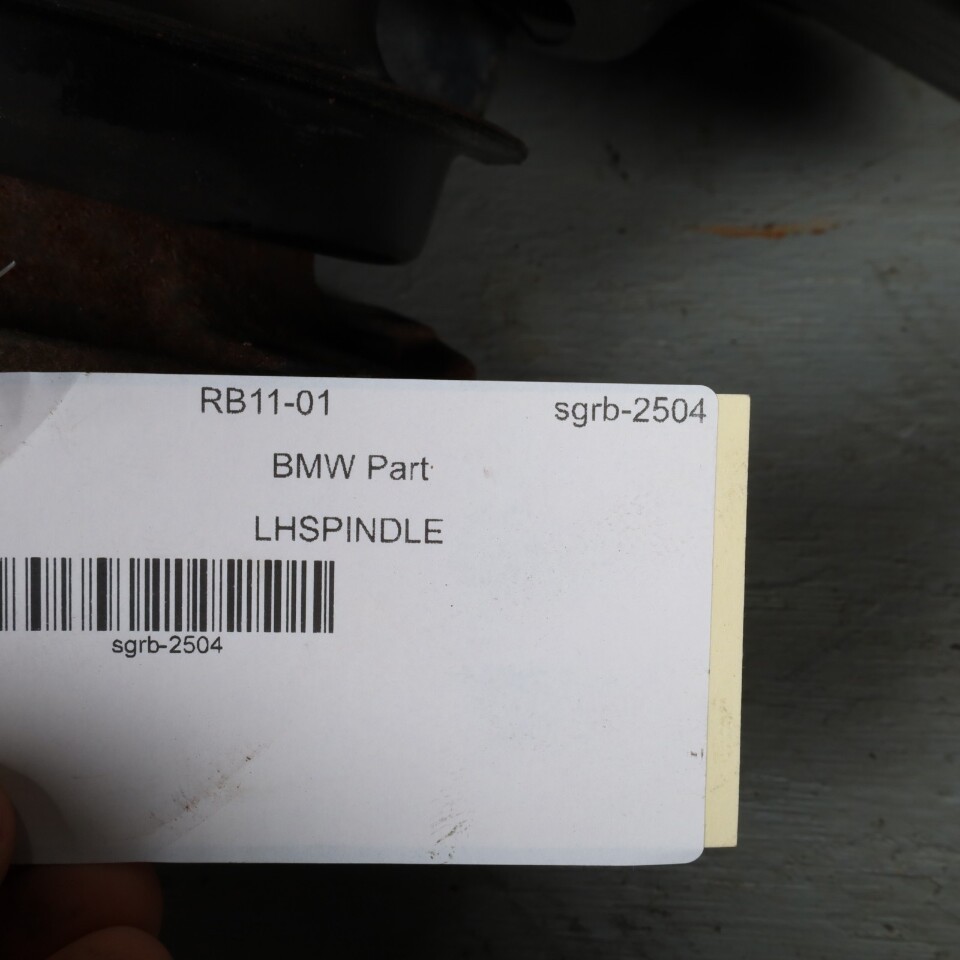 RB11-01 sgrb-2504
BMW Part
LHSPINDLE
sgrb-2504